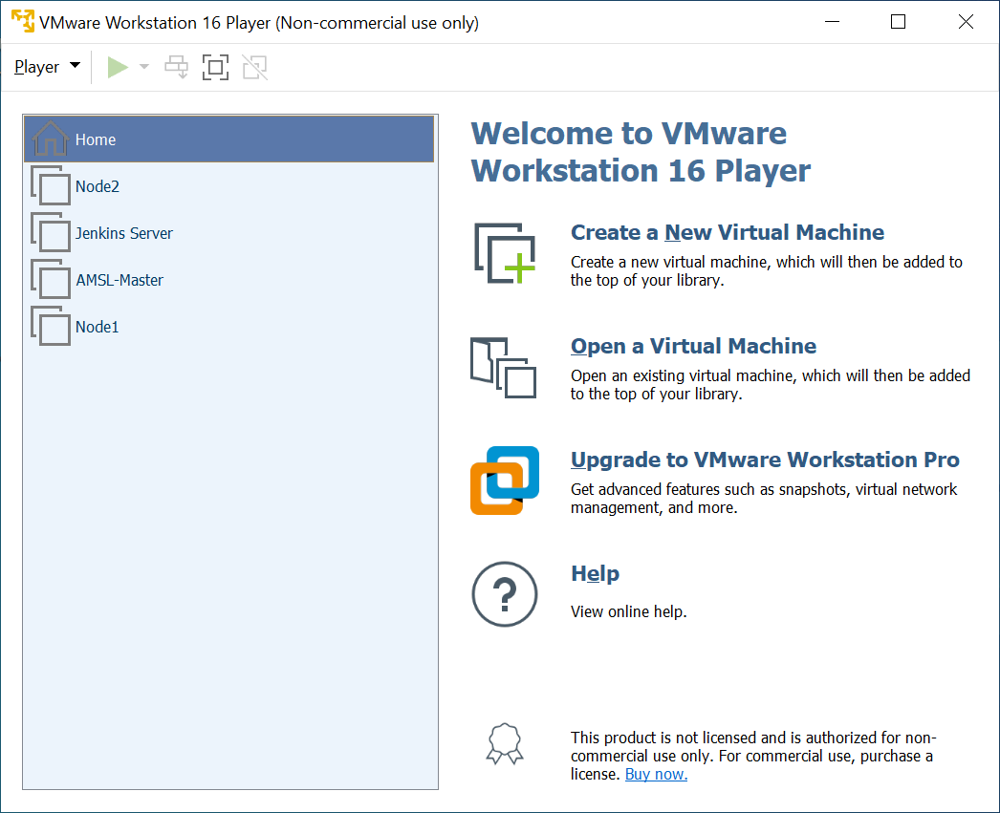 VMware Workstation 16 Player (Non-commercial use only)
Player
Home
Node2
Jenkins Server
AMSL-Master
Node1
Welcome to VMware
Workstation 16 Player
Create a New Virtual Machine
Create a new virtual machine, which will then be added to
the top of your library.
Open a Virtual Machine
Open an existing virtual machine, which will then be added
to the top of your library.
Upgrade to VMware Workstation Pro
Get advanced features such as snapshots, virtual network
management, and more.
?
Help
View online help.
This product is not licensed and is authorized for non-
commercial use only. For commercial use, purchase a
license. Buy now.